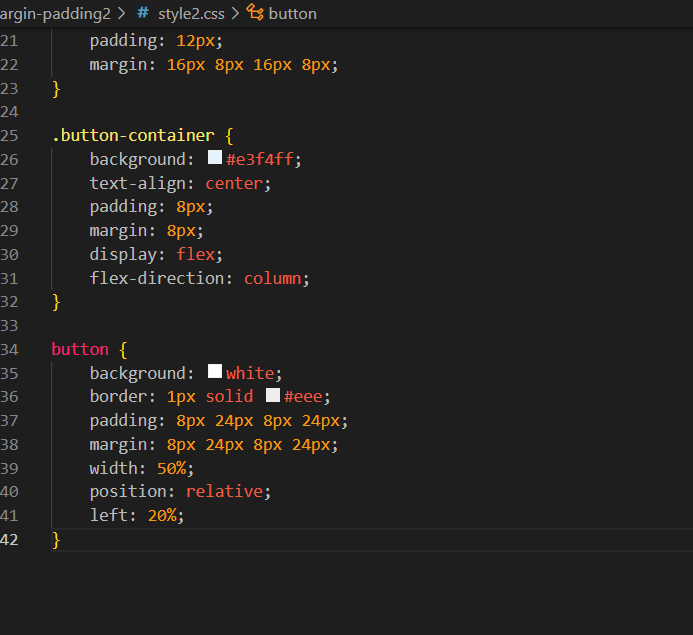 argin-padding2 > # style2.css > button
21 padding: 12px;
22 margin: 16px 8px 16px 8px;
23 }
24
25 .button-container {
26 background: #e3f4ff;
27 text-align: center;
28 padding: 8px;
29 margin: 8px;
30 display: flex;
31 flex-direction: column;
32 }
33
34 button {
35 background: white;
36 border: 1px solid #eee;
37 padding: 8px 24px 8px 24px;
38 margin: 8px 24px 8px 24px;
39 width: 50%;
40 position: relative;
41 left: 20%;
42 }